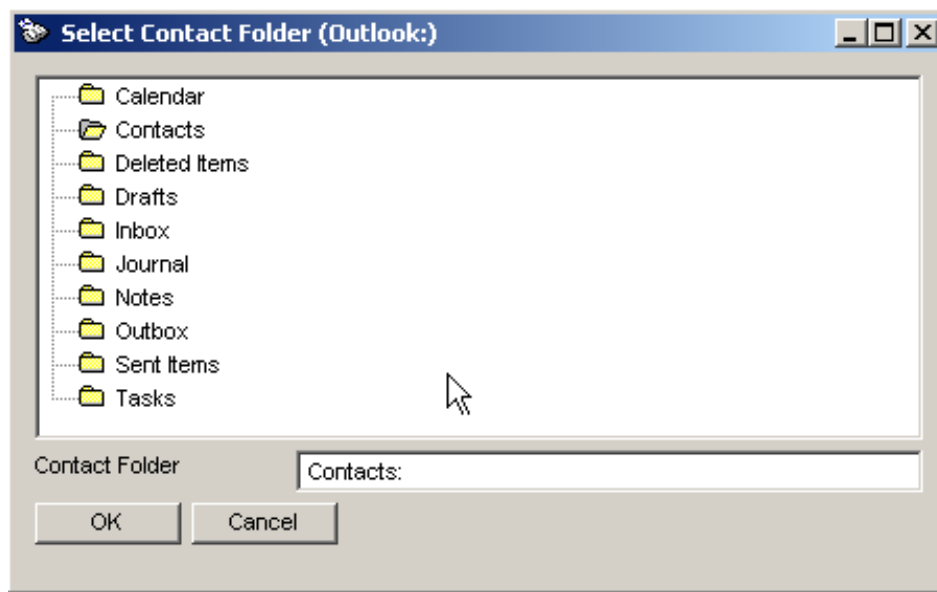 Select Contact Folder (Outlook:)
Calendar
Contacts
Deleted Items
Drafts
Inbox
Journal
Notes
Outbox
Sent Items
Tasks
Contact Folder Contacts:
OK Cancel